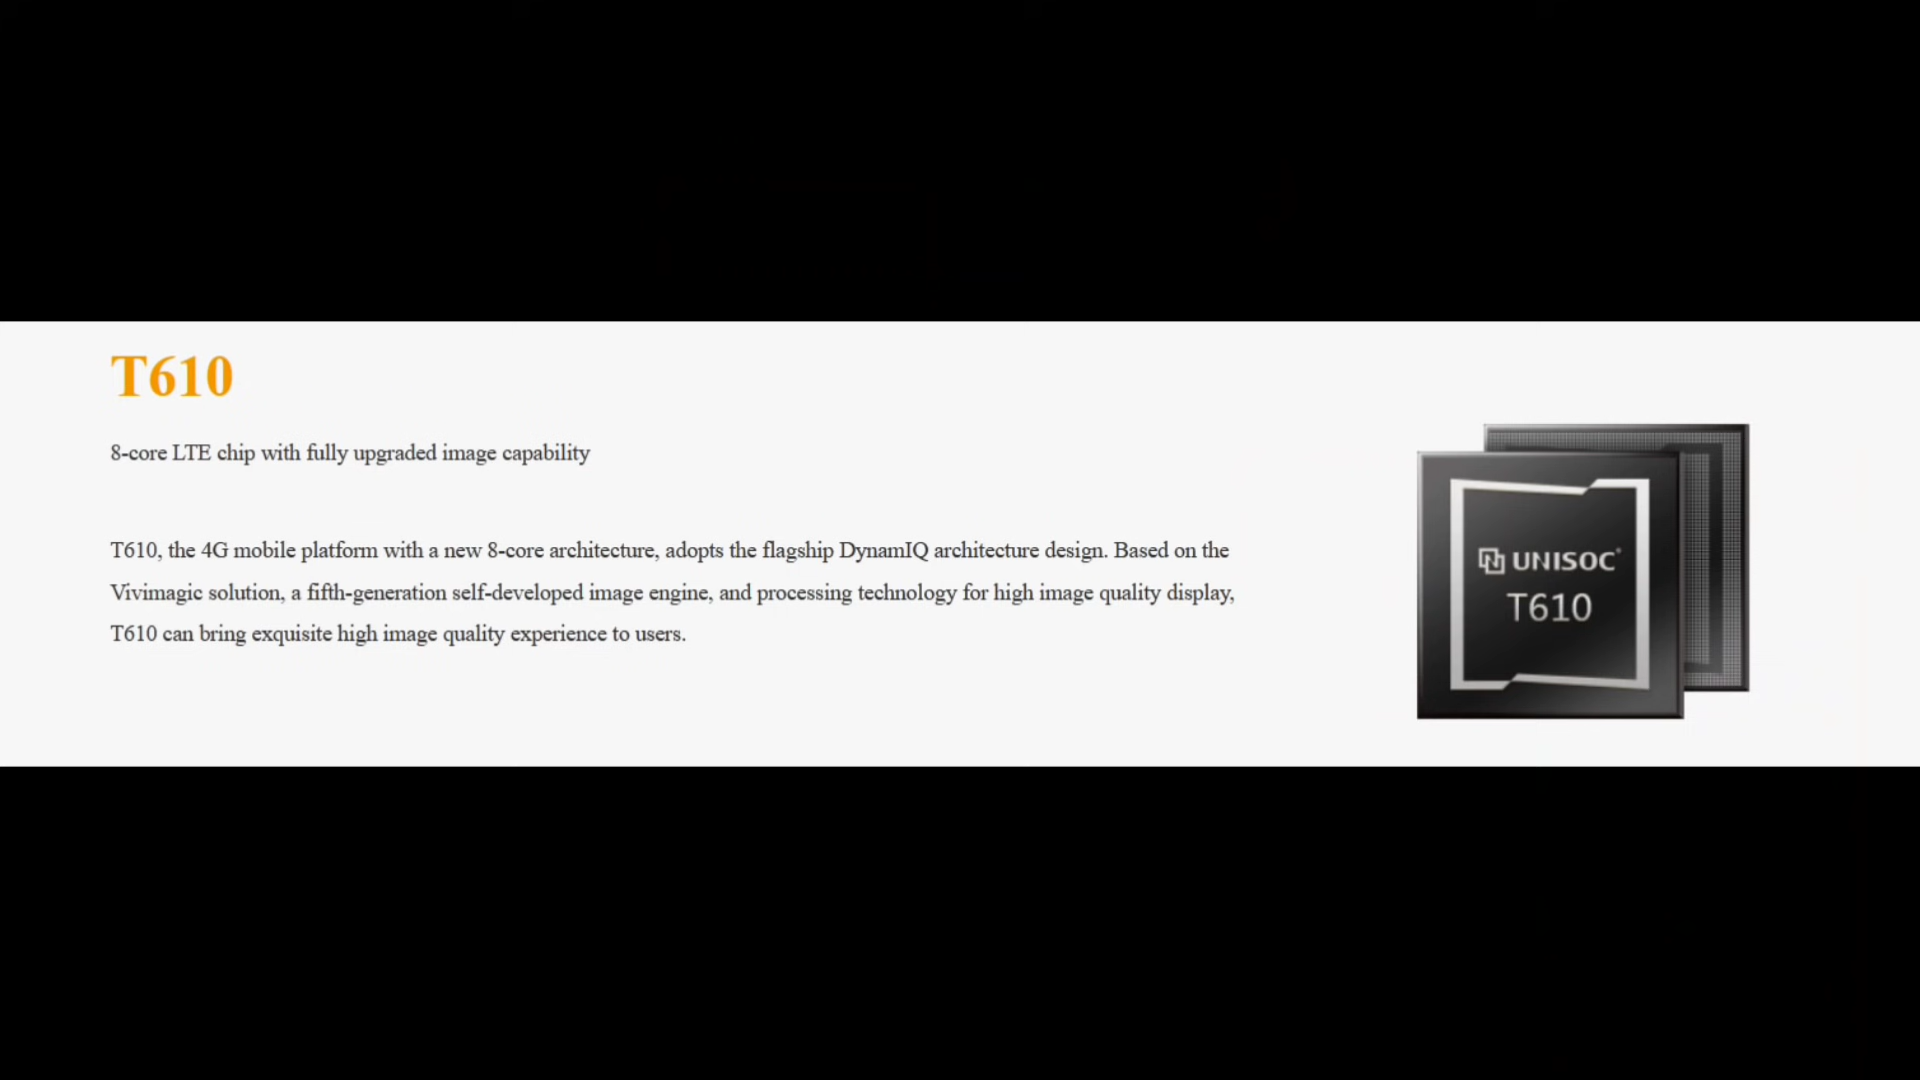 T610
8-core LTE chip with fully upgraded image capability
T610, the 4G mobile platform with a new 8-core architecture, adopts the flagship DynamIQ architecture design. Based on the
Vivimagic solution, a fifth-generation self-developed image engine, and processing technology for high image quality display,
T610 can bring exquisite high image quality experience to users.
UNISOC
T610